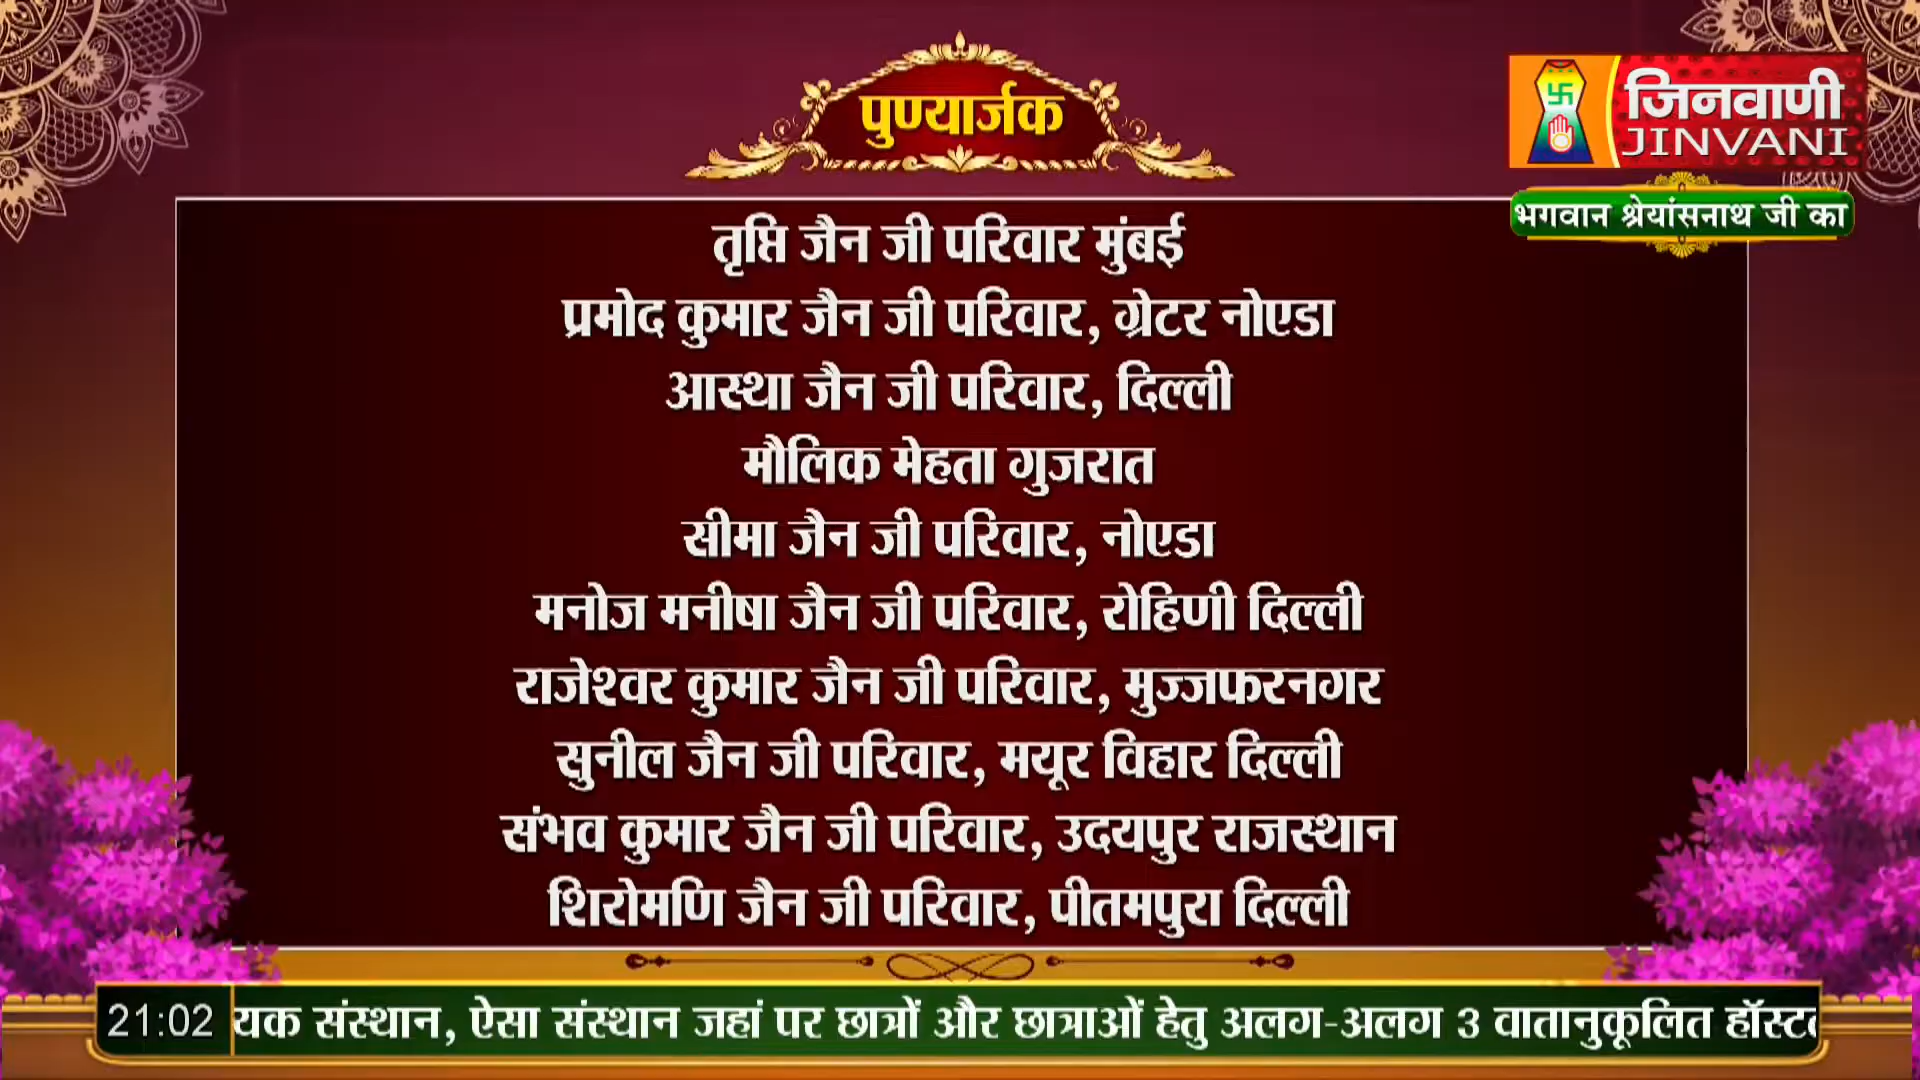 पुण्यार्जक
जिनवाणी
JINVANI
भगवान श्रेयांसनाथ जी का
तृप्ति जैन जी परिवार मुंबई
प्रमोद कुमार जैन जी परिवार, ग्रेटर नोएडा
आस्था जैन जी परिवार, दिल्ली
मौलिक मेहता गुजरात
सीमा जैन जी परिवार, नोएडा
मनोज मनीषा जैन जी परिवार, रोहिणी दिल्ली
राजेश्वर कुमार जैन जी परिवार, मुज्जफरनगर
सुनील जैन जी परिवार, मयूर विहार दिल्ली
संभव कुमार जैन जी परिवार, उदयपुर राजस्थान
शिरोमणि जैन जी परिवार, पीतमपुरा दिल्ली
21:02 यक संस्थान, ऐसा संस्थान जहां पर छात्रों और छात्राओं हेतु अलग-अलग 3 वातानुकूलित